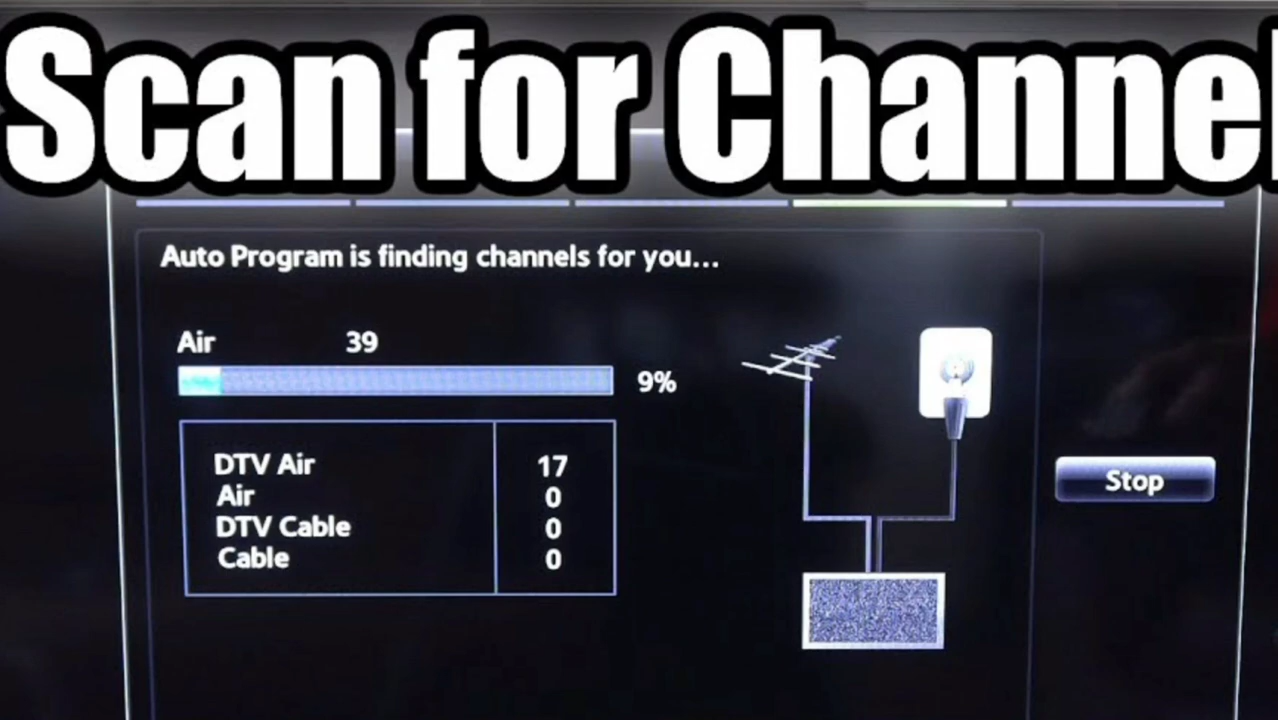 Scan for Channel
Auto Program is finding channels for you...
Air 39
9%
DTV Air 17
Air 0
DTV Cable 0
Cable 0
Stop